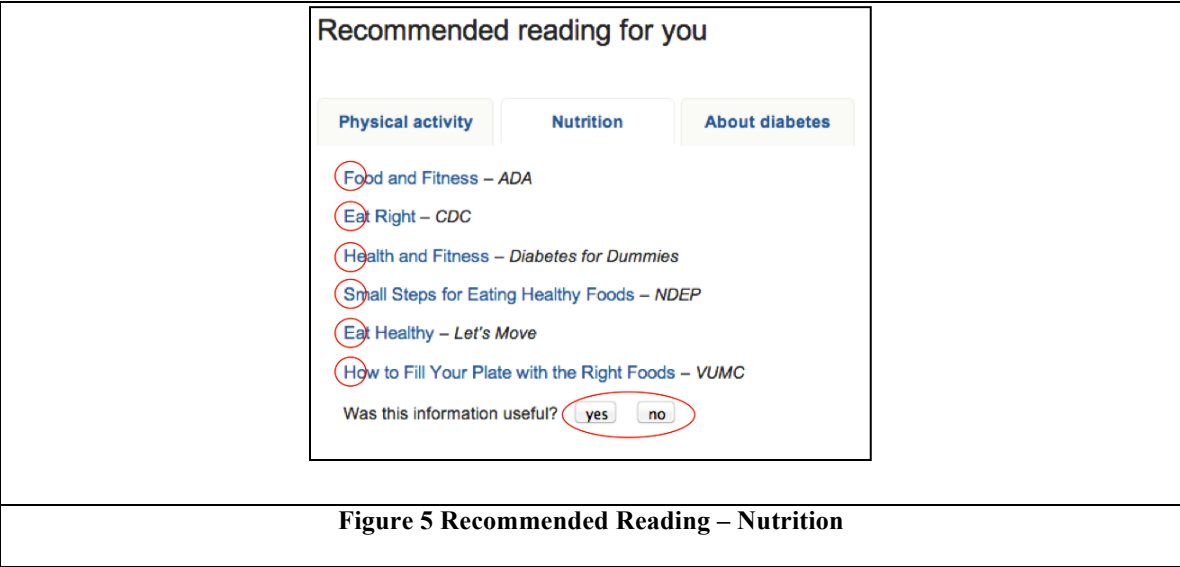 Recommended reading for you
Physical activity Nutrition About diabetes
Food and Fitness – ADA
Eat Right – CDC
Health and Fitness – Diabetes for Dummies
Small Steps for Eating Healthy Foods – NDEP
Eat Healthy – Let's Move
How to Fill Your Plate with the Right Foods – VUMC
Was this information useful? yes no
Figure 5 Recommended Reading – Nutrition